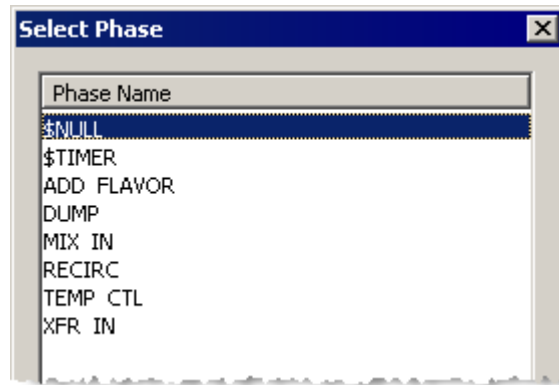 Select Phase
Phase Name
$NULL
$TIMER
ADD FLAVOR
DUMP
MIX IN
RECIRC
TEMP CTL
XFR IN